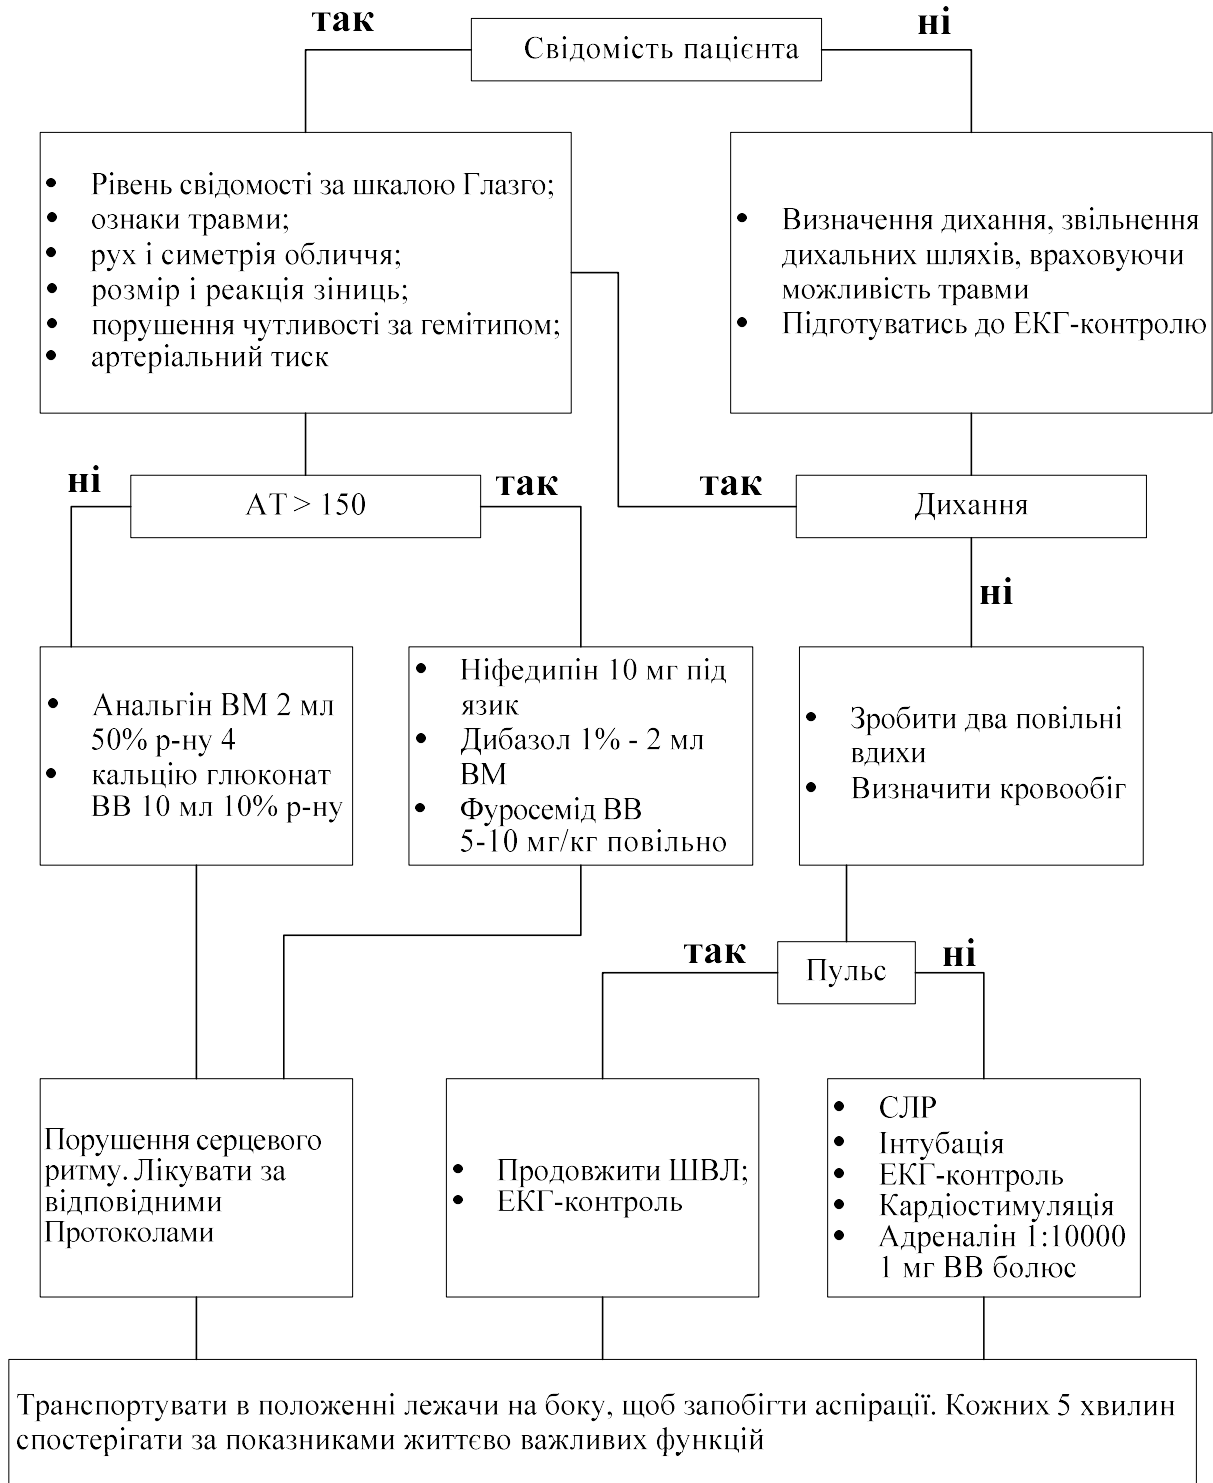 так
Свідомість пацієнта
ні
• Рівень свідомості за шкалою Глазго;
• ознаки травми;
• рух і симетрія обличчя;
• розмір і реакція зіниць;
• порушення чутливості за гемітипом;
• артеріальний тиск
• Визначення дихання, звільнення
дихальних шляхів, враховуючи
можливість травми
• Підготуватись до ЕКГ-контролю
ні
АТ > 150
так
так
Дихання
ні
• Анальгін ВМ 2 мл
50% р-ну 4
• кальцію глюконат
ВВ 10 мл 10% р-ну
• Ніфедипін 10 мг під
язик
• Дибазол 1% - 2 мл
ВМ
• Фуросемід ВВ
5-10 мг/кг повільно
• Зробити два повільні
вдихи
• Визначити кровообіг
так
Пульс
ні
Порушення серцевого
ритму. Лікувати за
відповідними
Протоколами
• Продовжити ШВЛ;
• ЕКГ-контроль
• СЛР
• Інтубація
• ЕКГ-контроль
• Кардіостимуляція
• Адреналін 1:10000
1 мг ВВ болюс
Транспортувати в положенні лежачи на боку, щоб запобігти аспірації. Кожних 5 хвилин
спостерігати за показниками життєво важливих функцій